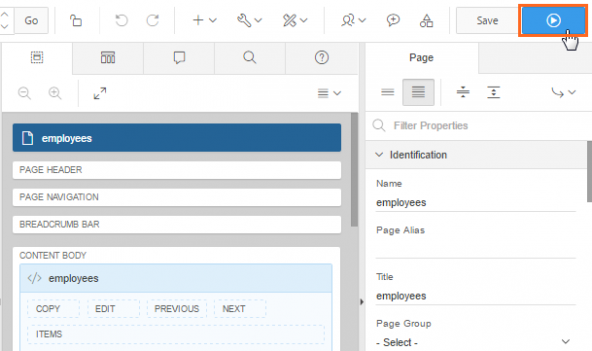 Go
Save
Page
Filter Properties
employees
Identification
PAGE HEADER
Name
PAGE NAVIGATION
employees
BREADCRUMB BAR
Page Alias
CONTENT BODY
employees
Title
employees
COPY EDIT PREVIOUS NEXT
Page Group
ITEMS
- Select -